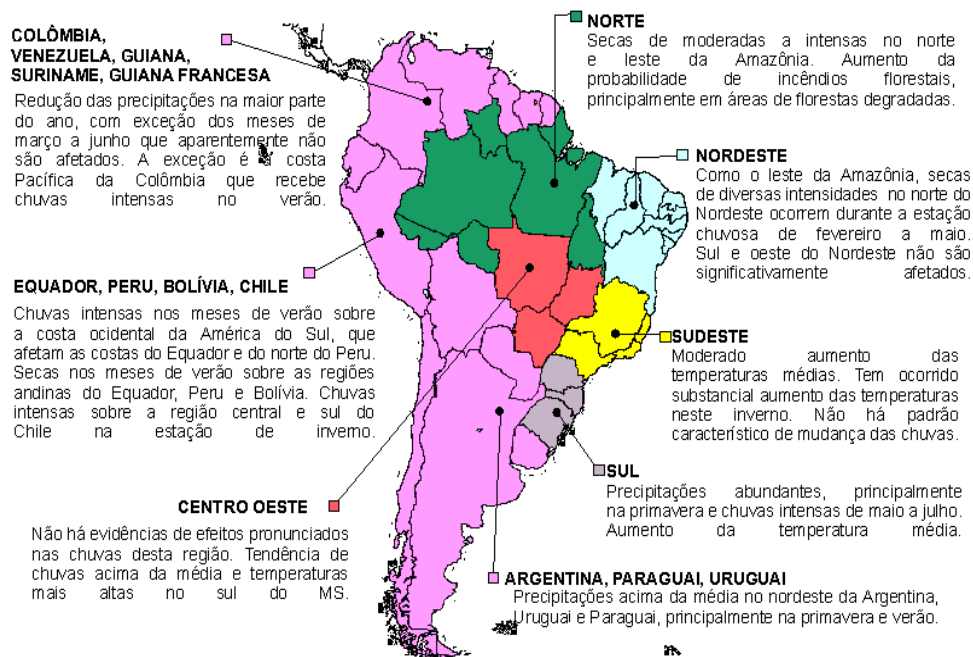 COLÔMBIA,
VENEZUELA, GUIANA,
SURINAME, GUIANA FRANCESA
Redução das precipitações na maior parte
do ano, com exceção dos meses de
março a junho que aparentemente não
são afetados. A exceção é a costa
Pacífica da Colômbia que recebe
chuvas intensas no verão.
EQUADOR, PERU, BOLÍVIA, CHILE
Chuvas intensas nos meses de verão sobre
a costa ocidental da América do Sul, que
afetam as costas do Equador e do norte do Peru.
Secas nos meses de verão sobre as regiões
andinas do Equador, Peru e Bolívia. Chuvas
intensas sobre a região central e sul do
Chile na estação de inverno.
CENTRO OESTE
Não há evidências de efeitos pronunciados
nas chuvas desta região. Tendência de
chuvas acima da média e temperaturas
mais altas no sul do MS.
NORTE
Secas de moderadas a intensas no norte
e leste da Amazônia. Aumento da
probabilidade de incêndios florestais,
principalmente em áreas de florestas degradadas.
NORDESTE
Como o leste da Amazônia, secas
de diversas intensidades no norte do
Nordeste ocorrem durante a estação
chuvosa de fevereiro a maio.
Sul e oeste do Nordeste não são
significativamente afetados.
SUDESTE
Moderado aumento das
temperaturas médias. Tem ocorrido
substancial aumento das temperaturas
neste inverno. Não há padrão
característico de mudança das chuvas.
SUL
Precipitações abundantes, principalmente
na primavera e chuvas intensas de maio a julho.
Aumento da temperatura média.
ARGENTINA, PARAGUAI, URUGUAI
Precipitações acima da média no nordeste da Argentina,
Uruguai e Paraguai, principalmente na primavera e verão.